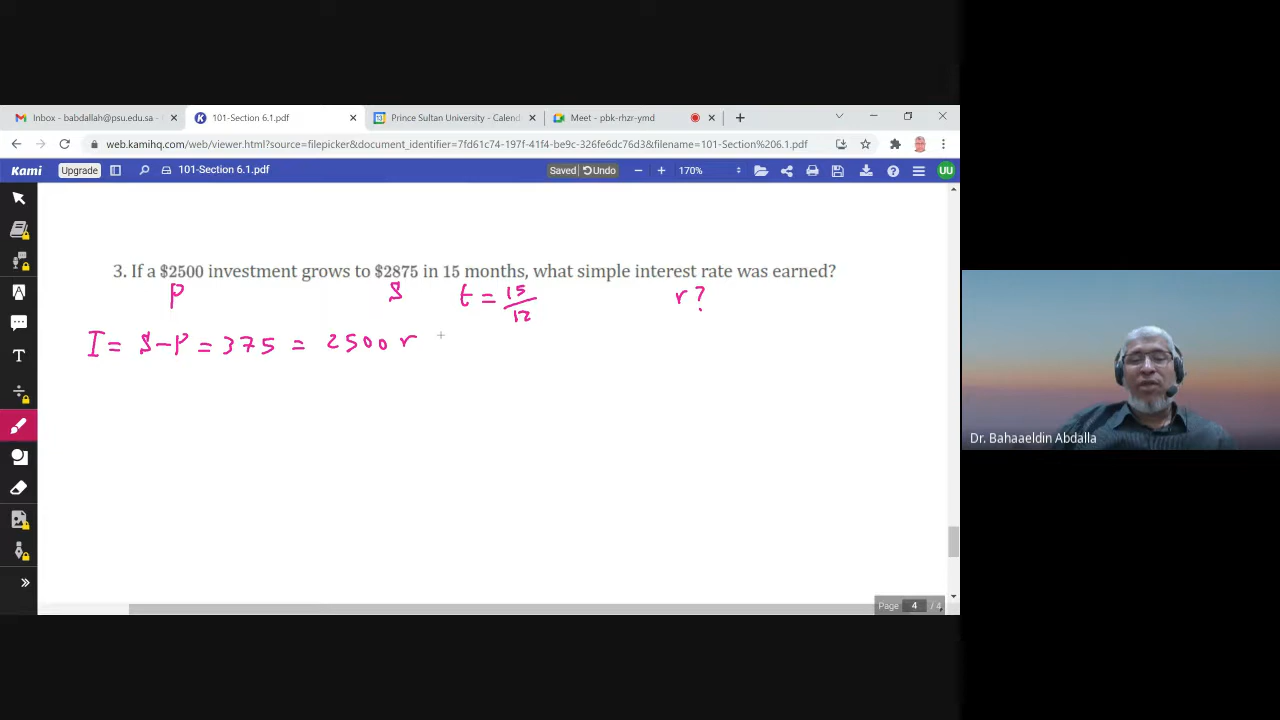 Inbox - babdallah@psu.edu.sa -
101-Section 6.1.pdf
Prince Sultan University - Calend
Meet - pbk-rhzr-ymd
web.kamihq.com/web/viewer.html?source=filepicker&document_identifier=7fd61c74-197f-41f4-be9c-326fe6dc76d3&filename=101-Section%206.1.pdf
Kami
Upgrade
101-Section 6.1.pdf
Saved
Undo
170%
UU
3. If a $2500 investment grows to $2875 in 15 months, what simple interest rate was earned?
P S t = 15/12 r ?
I = S-P = 375 = 2500 r
Dr. Bahaaeldin Abdalla
Page 4 / 4